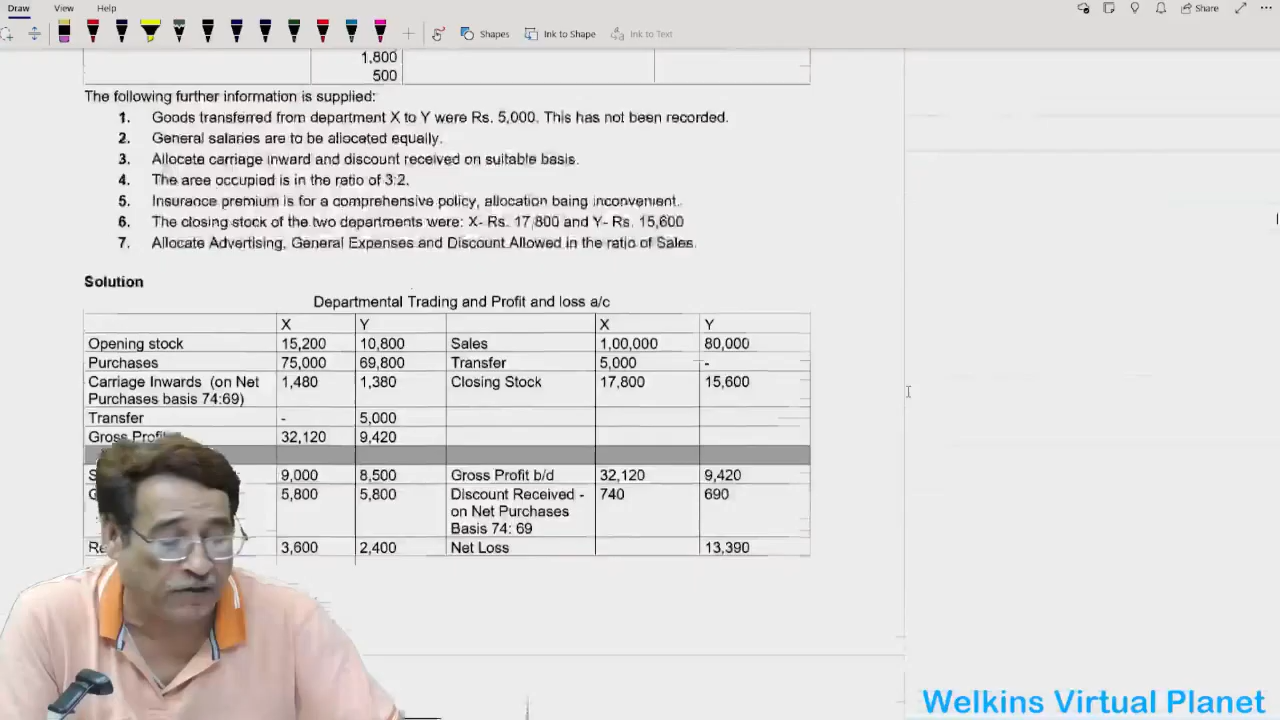 Draw View Help Share
Shapes Ink to Shape Ink to Text
1,800
500
The following further information is supplied:
1. Goods transferred from department X to Y were Rs. 5,000. This has not been recorded.
2. General salaries are to be allocated equally.
3. Allocate carriage inward and discount received on suitable basis.
4. The area occupied is in the ratio of 3:2.
5. Insurance premium is for a comprehensive policy, allocation being inconvenient.
6. The closing stock of the two departments were: X- Rs. 17,800 and Y- Rs. 15,600
7. Allocate Advertising, General Expenses and Discount Allowed in the ratio of Sales.
Solution
Departmental Trading and Profit and loss a/c
X Y X Y
Opening stock 15,200 10,800 Sales 1,00,000 80,000
Purchases 75,000 69,800 Transfer 5,000 -
Carriage Inwards (on Net 1,480 1,380 Closing Stock 17,800 15,600
Purchases basis 74:69)
Transfer - 5,000
Gross Profit 32,120 9,420
9,000 8,500 Gross Profit b/d 32,120 9,420
5,800 5,800 Discount Received - 740 690
on Net Purchases
Basis 74: 69
3,600 2,400 Net Loss 13,390
Welkins Virtual Planet